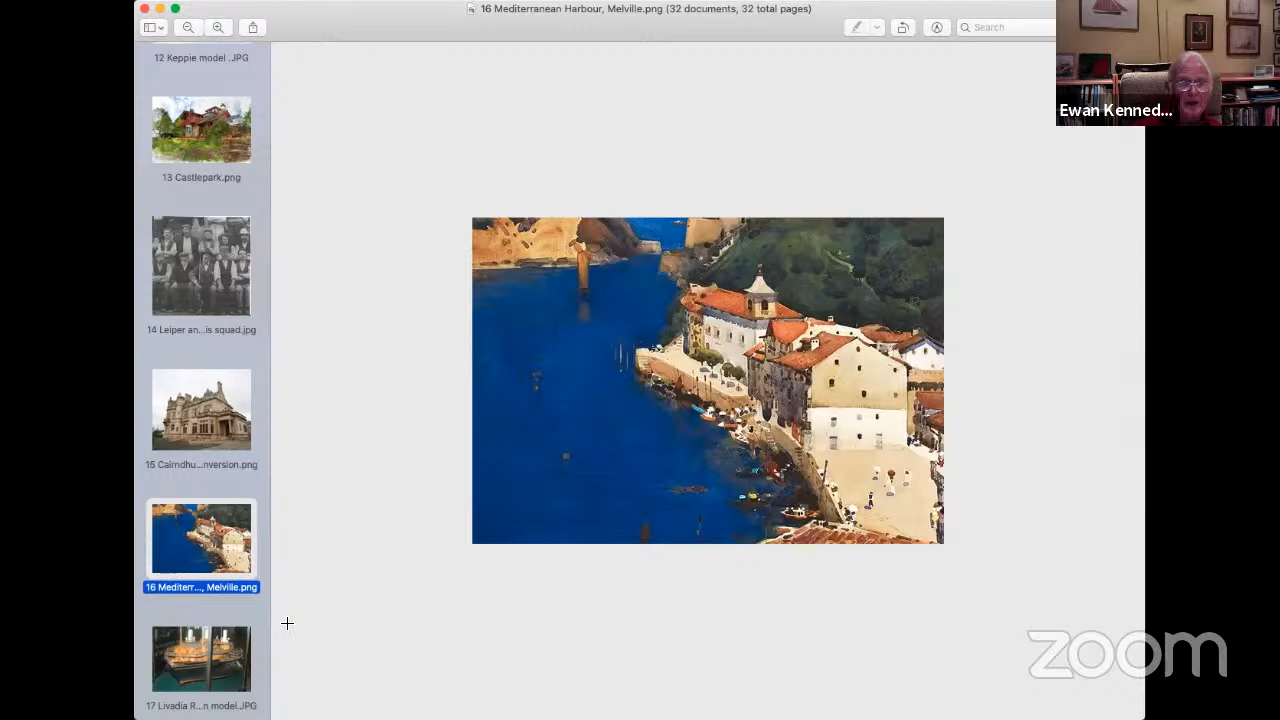 16 Mediterranean Harbour, Melville.png (32 documents, 32 total pages)
Search
Ewan Kenned...
12 Keppie model .JPG
13 Castlepark.png
14 Leiper an...is squad.jpg
15 Cairndhu...nversion.png
16 Mediterr..., Melville.png
17 Livadia R...n model.JPG
zoom